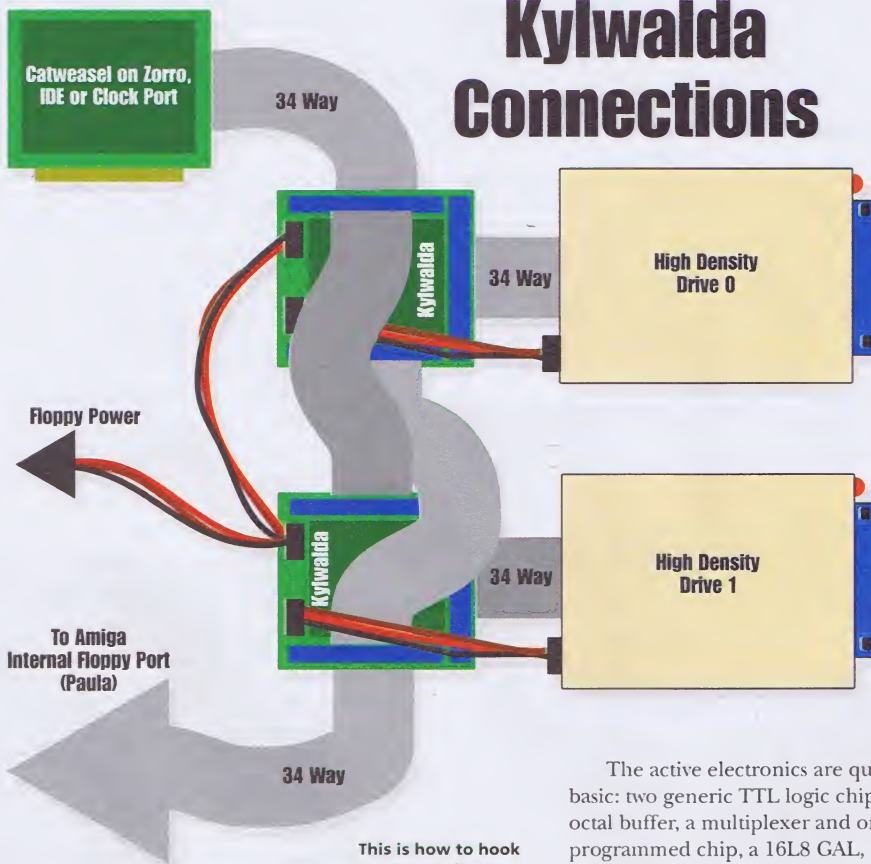 Kylwalda
Connections
Catweasel on Zorro,
IDE or Clock Port
34 Way
Kylwalda
34 Way
High Density
Drive 0
Floppy Power
Kylwalda
34 Way
High Density
Drive 1
To Amiga
Internal Floppy Port
(Paula)
34 Way
This is how to hook
The active electronics are
basic: two generic TTL logic
octal buffer, a multiplexer and
programmed chip, a 16L8 GAL,